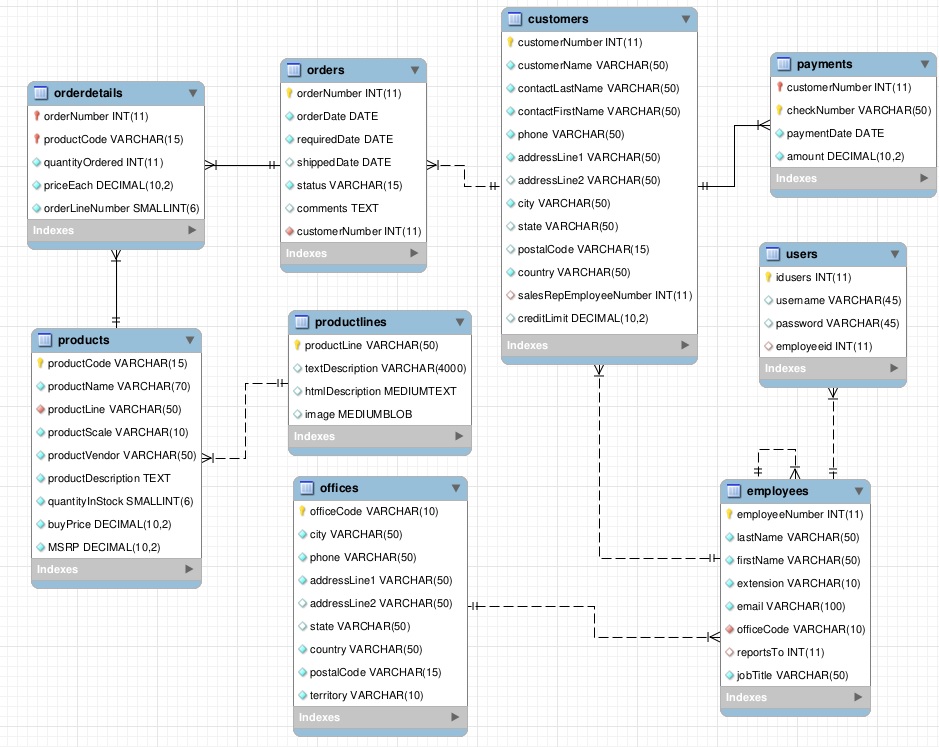 customers
customerNumber INT(11)
customerName VARCHAR(50)
contactLastName VARCHAR(50)
contactFirstName VARCHAR(50)
phone VARCHAR(50)
addressLine1 VARCHAR(50)
addressLine2 VARCHAR(50)
city VARCHAR(50)
state VARCHAR(50)
postalCode VARCHAR(15)
country VARCHAR(50)
salesRepEmployeeNumber INT(11)
creditLimit DECIMAL(10,2)
Indexes
orders
orderNumber INT(11)
orderDate DATE
requiredDate DATE
shippedDate DATE
status VARCHAR(15)
comments TEXT
customerNumber INT(11)
Indexes
payments
customerNumber INT(11)
checkNumber VARCHAR(50)
paymentDate DATE
amount DECIMAL(10,2)
Indexes
orderdetails
orderNumber INT(11)
productCode VARCHAR(15)
quantityOrdered INT(11)
priceEach DECIMAL(10,2)
orderLineNumber SMALLINT(6)
Indexes
users
idusers INT(11)
username VARCHAR(45)
password VARCHAR(45)
employeeid INT(11)
Indexes
productlines
productLine VARCHAR(50)
textDescription VARCHAR(4000)
htmlDescription MEDIUMTEXT
image MEDIUMBLOB
Indexes
products
productCode VARCHAR(15)
productName VARCHAR(70)
productLine VARCHAR(50)
productScale VARCHAR(10)
productVendor VARCHAR(50)
productDescription TEXT
quantityInStock SMALLINT(6)
buyPrice DECIMAL(10,2)
MSRP DECIMAL(10,2)
Indexes
offices
officeCode VARCHAR(10)
city VARCHAR(50)
phone VARCHAR(50)
addressLine1 VARCHAR(50)
addressLine2 VARCHAR(50)
state VARCHAR(50)
country VARCHAR(50)
postalCode VARCHAR(15)
territory VARCHAR(10)
Indexes
employees
employeeNumber INT(11)
lastName VARCHAR(50)
firstName VARCHAR(50)
extension VARCHAR(10)
email VARCHAR(100)
officeCode VARCHAR(10)
reportsTo INT(11)
jobTitle VARCHAR(50)
Indexes